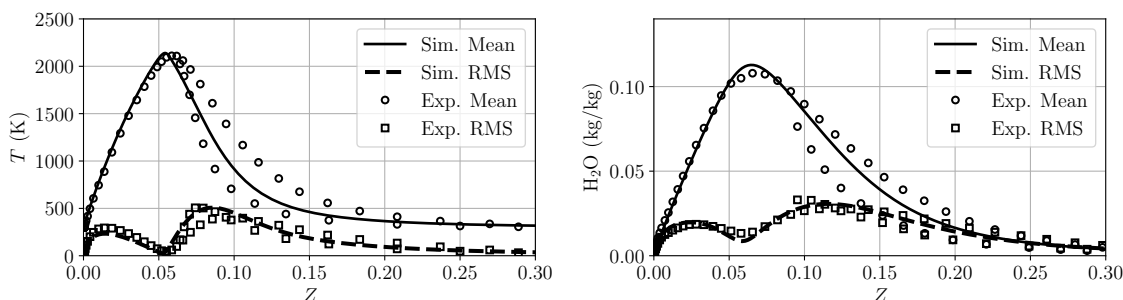 2500
2000
1500
1000
500
0
T (K)
0.00 0.05 0.10 0.15 0.20 0.25 0.30
Z
Sim. Mean
Sim. RMS
Exp. Mean
Exp. RMS
0.10
0.05
0.00
H₂O (kg/kg)
0.00 0.05 0.10 0.15 0.20 0.25 0.30
Z
Sim. Mean
Sim. RMS
Exp. Mean
Exp. RMS